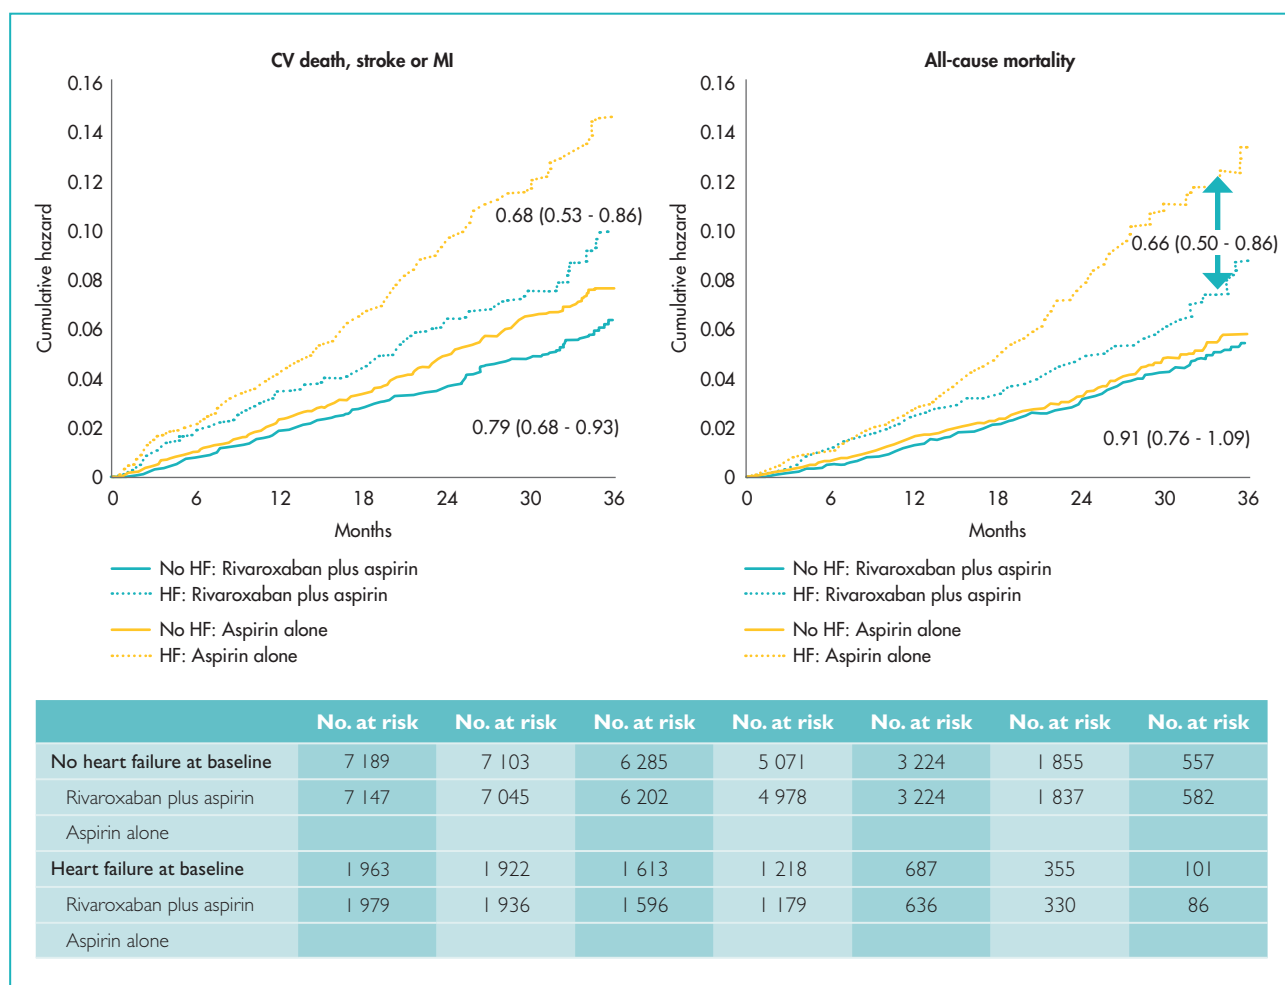 CV death, stroke or MI
0.16
0.14
0.12
0.10
0.08
0.06
0.04
0.02
0
Cumulative hazard
0.68 (0.53 - 0.86)
0.79 (0.68 - 0.93)
0 6 12 18 24 30 36
Months
No HF: Rivaroxaban plus aspirin
HF: Rivaroxaban plus aspirin
No HF: Aspirin alone
HF: Aspirin alone
All-cause mortality
0.16
0.14
0.12
0.10
0.08
0.06
0.04
0.02
0
Cumulative hazard
0.66 (0.50 - 0.86)
0.91 (0.76 - 1.09)
0 6 12 18 24 30 36
Months
No HF: Rivaroxaban plus aspirin
HF: Rivaroxaban plus aspirin
No HF: Aspirin alone
HF: Aspirin alone
No. at risk No. at risk No. at risk No. at risk No. at risk No. at risk No. at risk
No heart failure at baseline 7 189 7 103 6 285 5 071 3 224 1 855 557
Rivaroxaban plus aspirin 7 147 7 045 6 202 4 978 3 224 1 837 582
Aspirin alone
Heart failure at baseline 1 963 1 922 1 613 1 218 687 355 101
Rivaroxaban plus aspirin 1 979 1 936 1 596 1 179 636 330 86
Aspirin alone